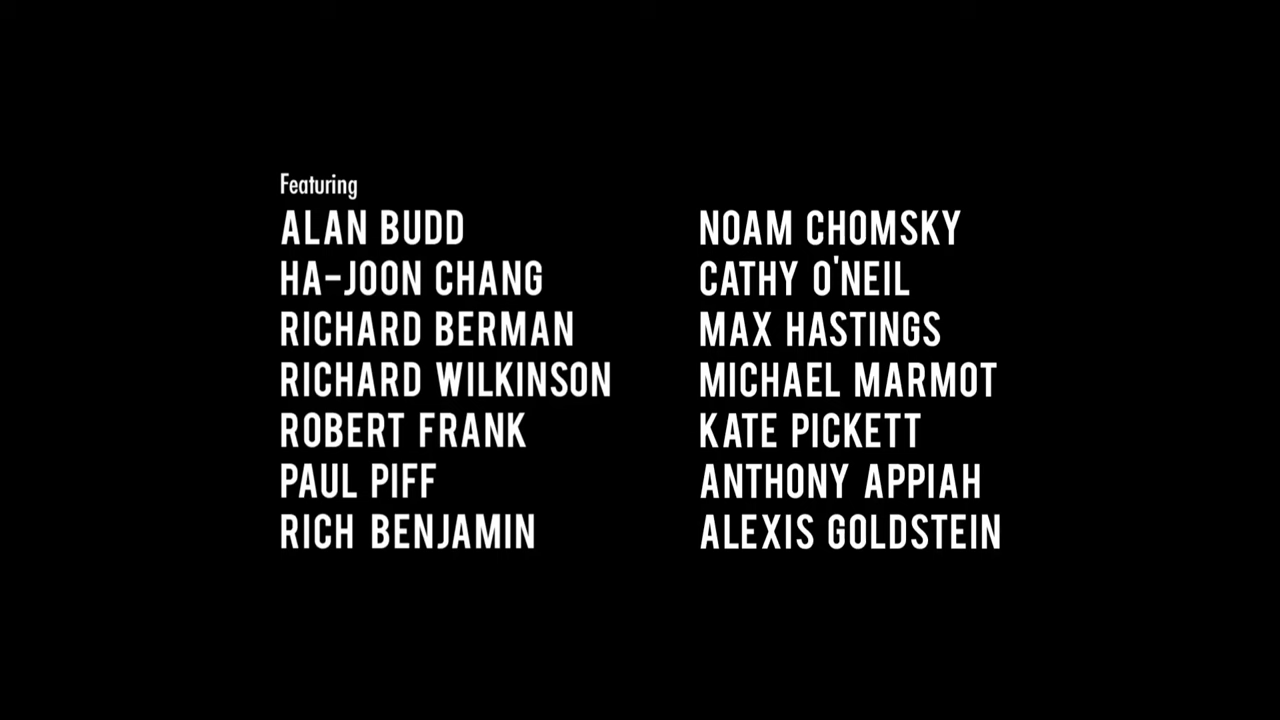 Featuring
ALAN BUDD
HA-JOON CHANG
RICHARD BERMAN
RICHARD WILKINSON
ROBERT FRANK
PAUL PIFF
RICH BENJAMIN
NOAM CHOMSKY
CATHY O'NEIL
MAX HASTINGS
MICHAEL MARMOT
KATE PICKETT
ANTHONY APPIAH
ALEXIS GOLDSTEIN